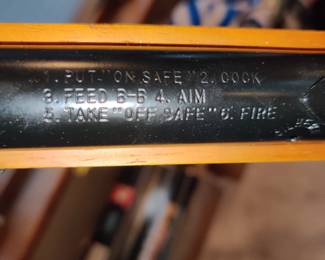 1. PUT "ON SAFE" 2. COCK
3. FEED B-B 4. AIM
5. TAKE "OFF SAFE" 6. FIRE